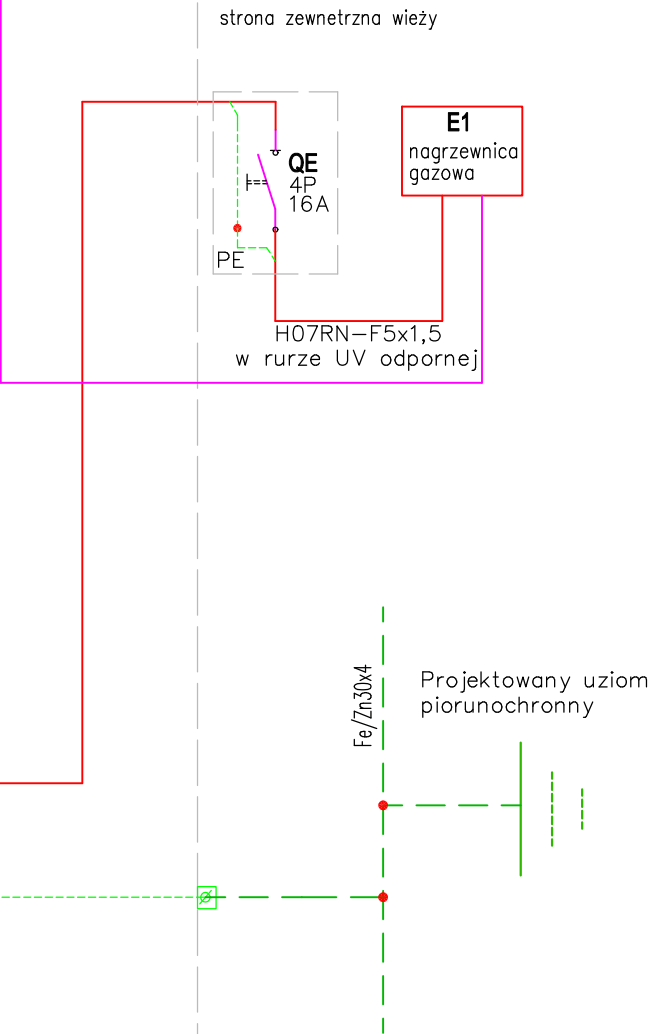 strona zewnetrzna wieży
E1
nagrzewnica
gazowa
QE
4P
16A
PE
H07RN-F5x1,5
w rurze UV odpornej
Fe/Zn30x4
Projektowany uziom
piorunochronny